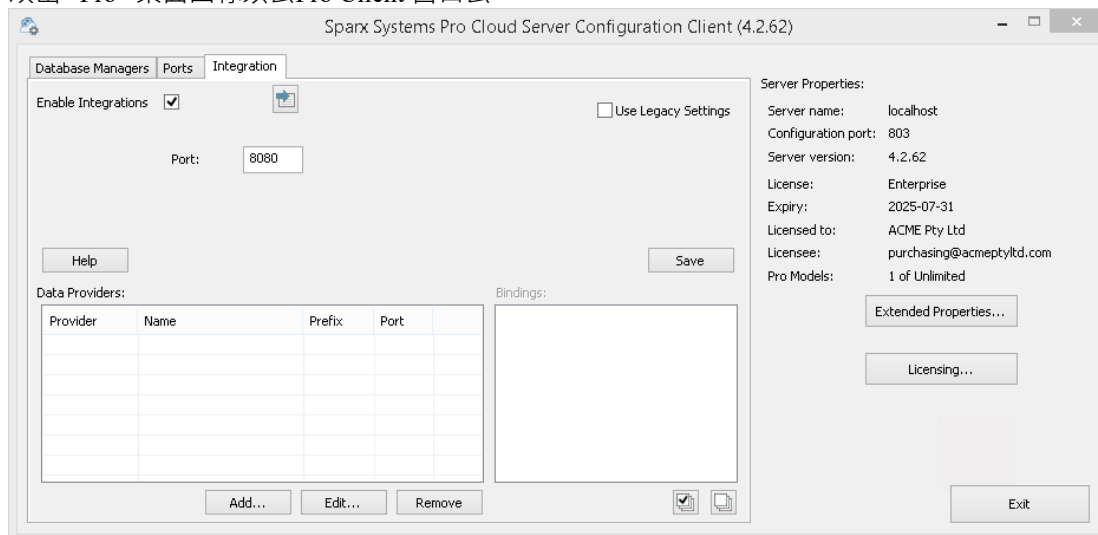 Sparx Systems Pro Cloud Server Configuration Client (4.2.62)
Database Managers Ports Integration
Enable Integrations
Use Legacy Settings
Port: 8080
Help
Save
Data Providers:
Bindings:
Provider Name Prefix Port
Add... Edit... Remove
Server Properties:
Server name: localhost
Configuration port: 803
Server version: 4.2.62
License: Enterprise
Expiry: 2025-07-31
Licensed to: ACME Pty Ltd
Licensee: purchasing@acmeptyltd.com
Pro Models: 1 of Unlimited
Extended Properties...
Licensing...
Exit